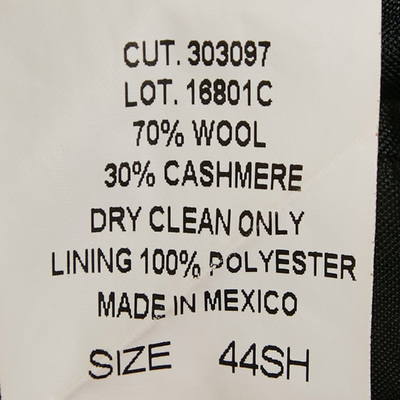 CUT. 303097
LOT. 16801C
70% WOOL
30% CASHMERE
DRY CLEAN ONLY
LINING 100% POLYESTER
MADE IN MEXICO
SIZE 44SH